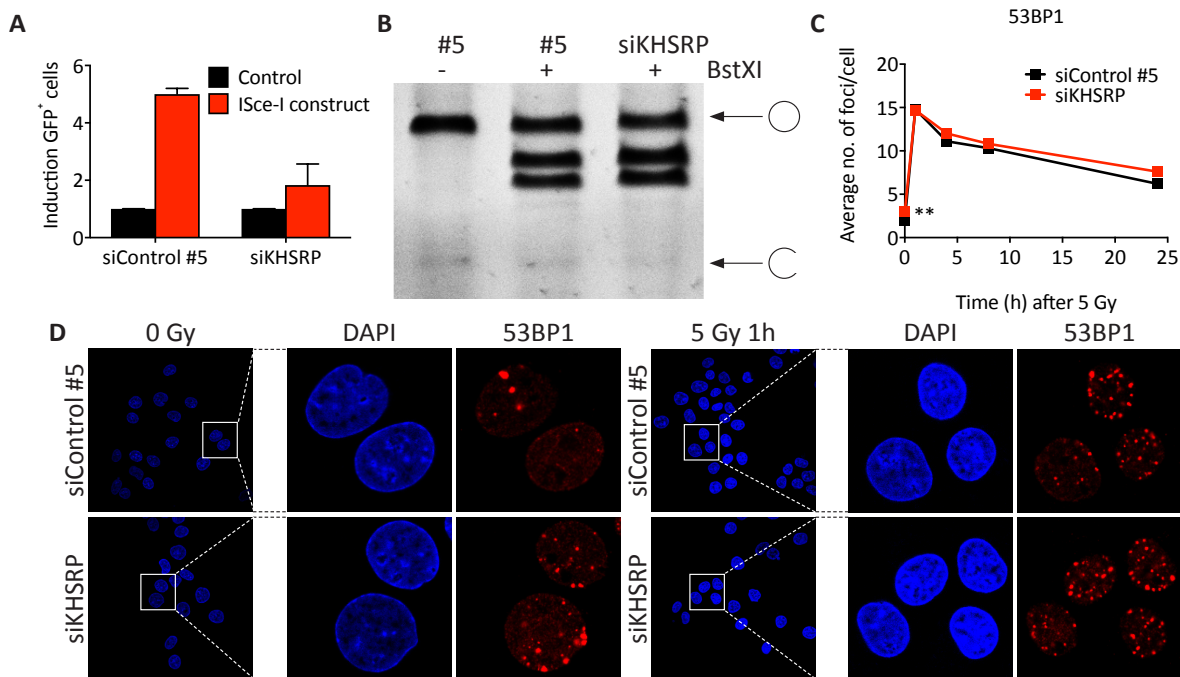 A
Induction GFP⁺ cells
6
4
2
0
Control
ISce-I construct
siControl #5
siKHSRP
B
#5 #5 siKHSRP
- + + BstXI
C
53BP1
Average no. of foci/cell
20
15
10
5
0
siControl #5
siKHSRP
**
0 5 10 15 20 25
Time (h) after 5 Gy
D
0 Gy DAPI 53BP1 5 Gy 1h DAPI 53BP1
siControl #5 siControl #5
siKHSRP siKHSRP